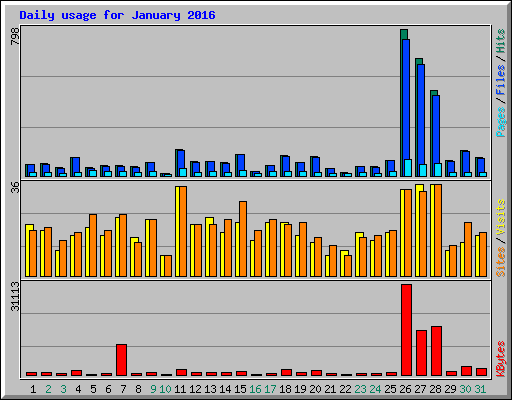 Daily usage for January 2016
798
Pages / Files / Hits
36
Sites / Visits
31113
KBytes
1 2 3 4 5 6 7 8 9 10 11 12 13 14 15 16 17 18 19 20 21 22 23 24 25 26 27 28 29 30 31